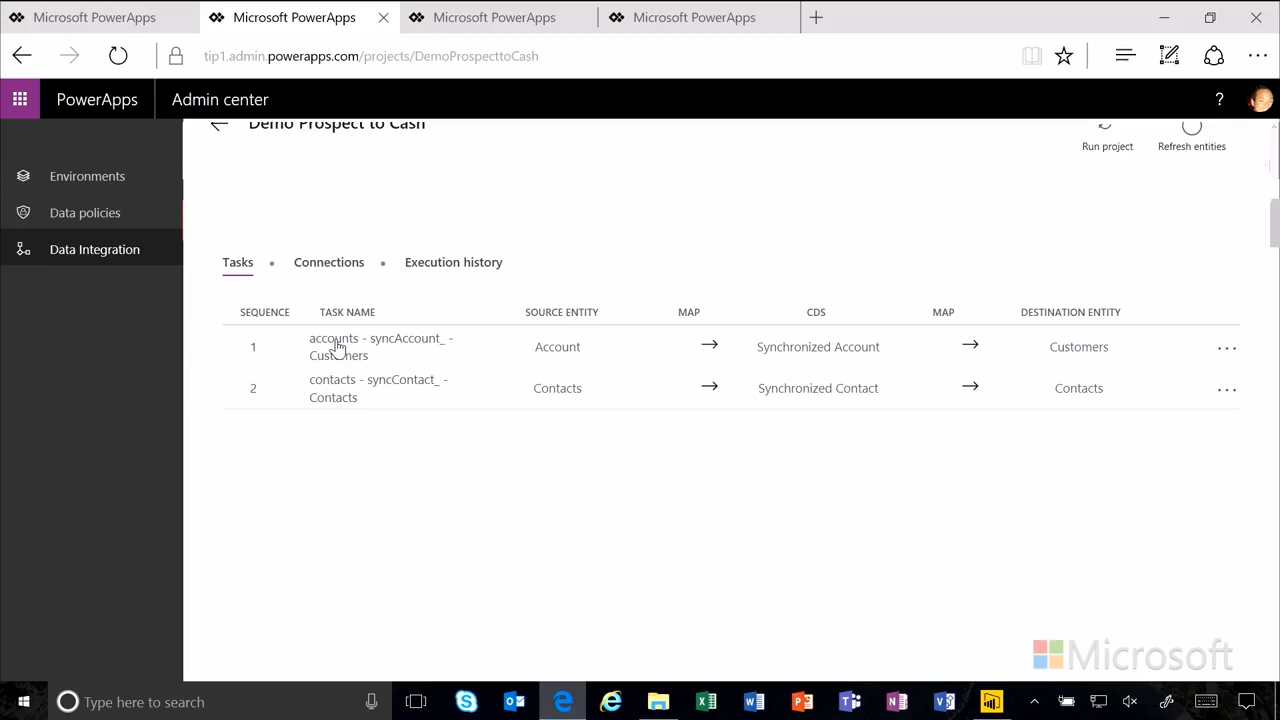 Microsoft PowerApps
Microsoft PowerApps
Microsoft PowerApps
Microsoft PowerApps
tip1.admin.powerapps.com/projects/DemoProspecttoCash
PowerApps
Admin center
?
Demo Prospect to Cash
Run project
Refresh entities
Environments
Data policies
Data Integration
Tasks
Connections
Execution history
SEQUENCE TASK NAME SOURCE ENTITY MAP CDS MAP DESTINATION ENTITY
1 accounts - syncAccount_ - Account → Synchronized Account → Customers ...
Customers
2 contacts - syncContact_ - Contacts → Synchronized Contact → Contacts ...
Contacts
Microsoft
Type here to search